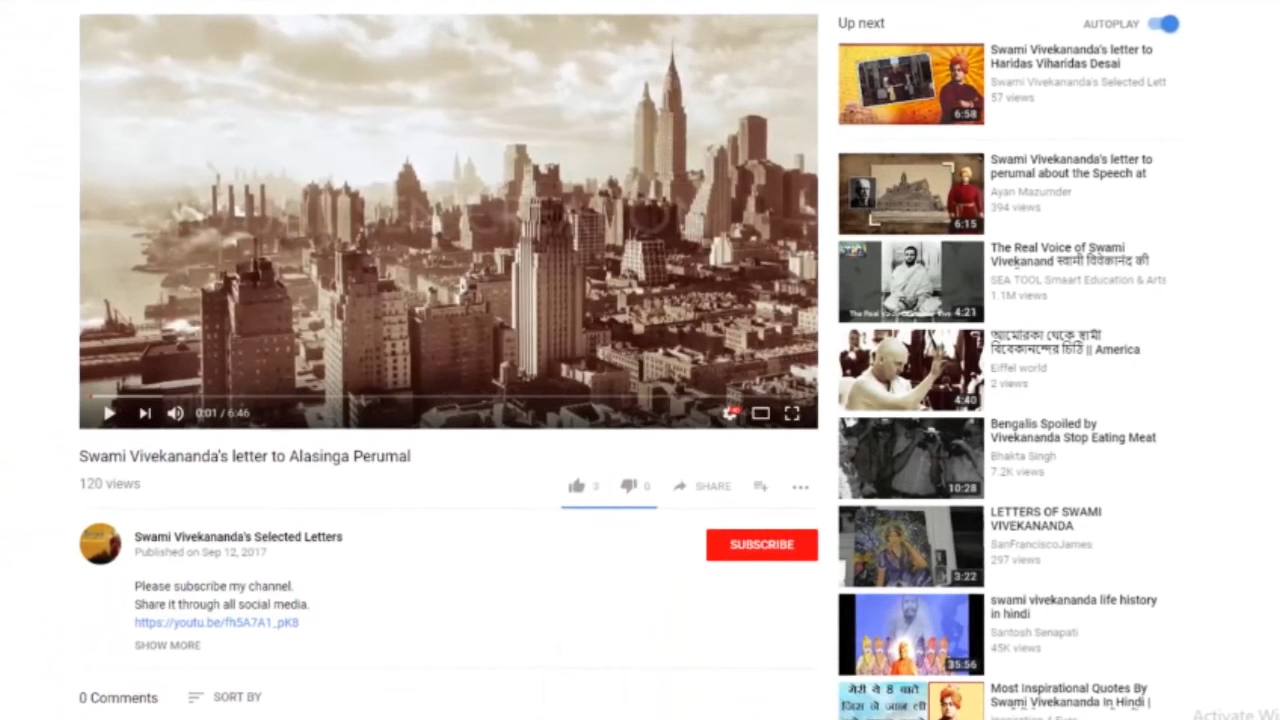 Up next
AUTOPLAY
Swami Vivekananda's letter to
Haridas Viharidas Desai
Swami Vivekananda's Selected Lett
57 views
6:58
Swami Vivekananda's letter to
perumal about the Speech at
Ayan Mazumder
394 views
6:15
The Real Voice of Swami
Vivekanand स्वामी विवेकानंद की
SEA TOOL Smaart Education & Arts
1.1M views
The Real
4:21
আমেরিকা থেকে স্বামী
বিবেকানন্দের চিঠি || America
Eiffel world
2 views
4:40
Bengalis Spoiled by
Vivekananda Stop Eating Meat
Bhakta Singh
7.2K views
10:28
LETTERS OF SWAMI
VIVEKANANDA
SanFranciscoJames
297 views
3:22
swami vivekananda life history
in hindi
Santosh Senapati
45K views
35:56
Most Inspirational Quotes By
Swami Vivekananda In Hindi |
मेरी ये 8 बातें
जिस ने जान ली
0:01 / 6:46
Swami Vivekananda's letter to Alasinga Perumal
120 views
3
0
SHARE
Swami Vivekananda's Selected Letters
Published on Sep 12, 2017
SUBSCRIBE
Please subscribe my channel.
Share it through all social media.
https://youtu.be/fh5A7A1_pK8
SHOW MORE
0 Comments
SORT BY
Activate Wi